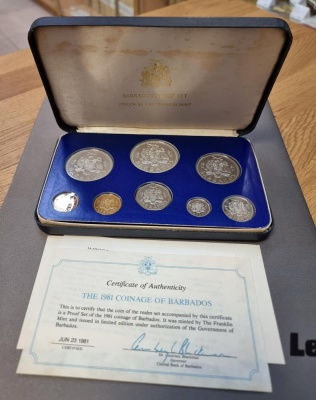 Certificate of Authenticity
THE 1981 COINAGE OF BARBADOS
This is to certify that the coin of the realm set accompanied by this certificate
is a Proof Set of the 1981 coinage of Barbados. It was minted by The Franklin
Mint and issued in limited edition under authorization of the Government of
Barbados.
JUN 23 1981
CERTIFIED
Governor
Central Bank of Barbados
Le